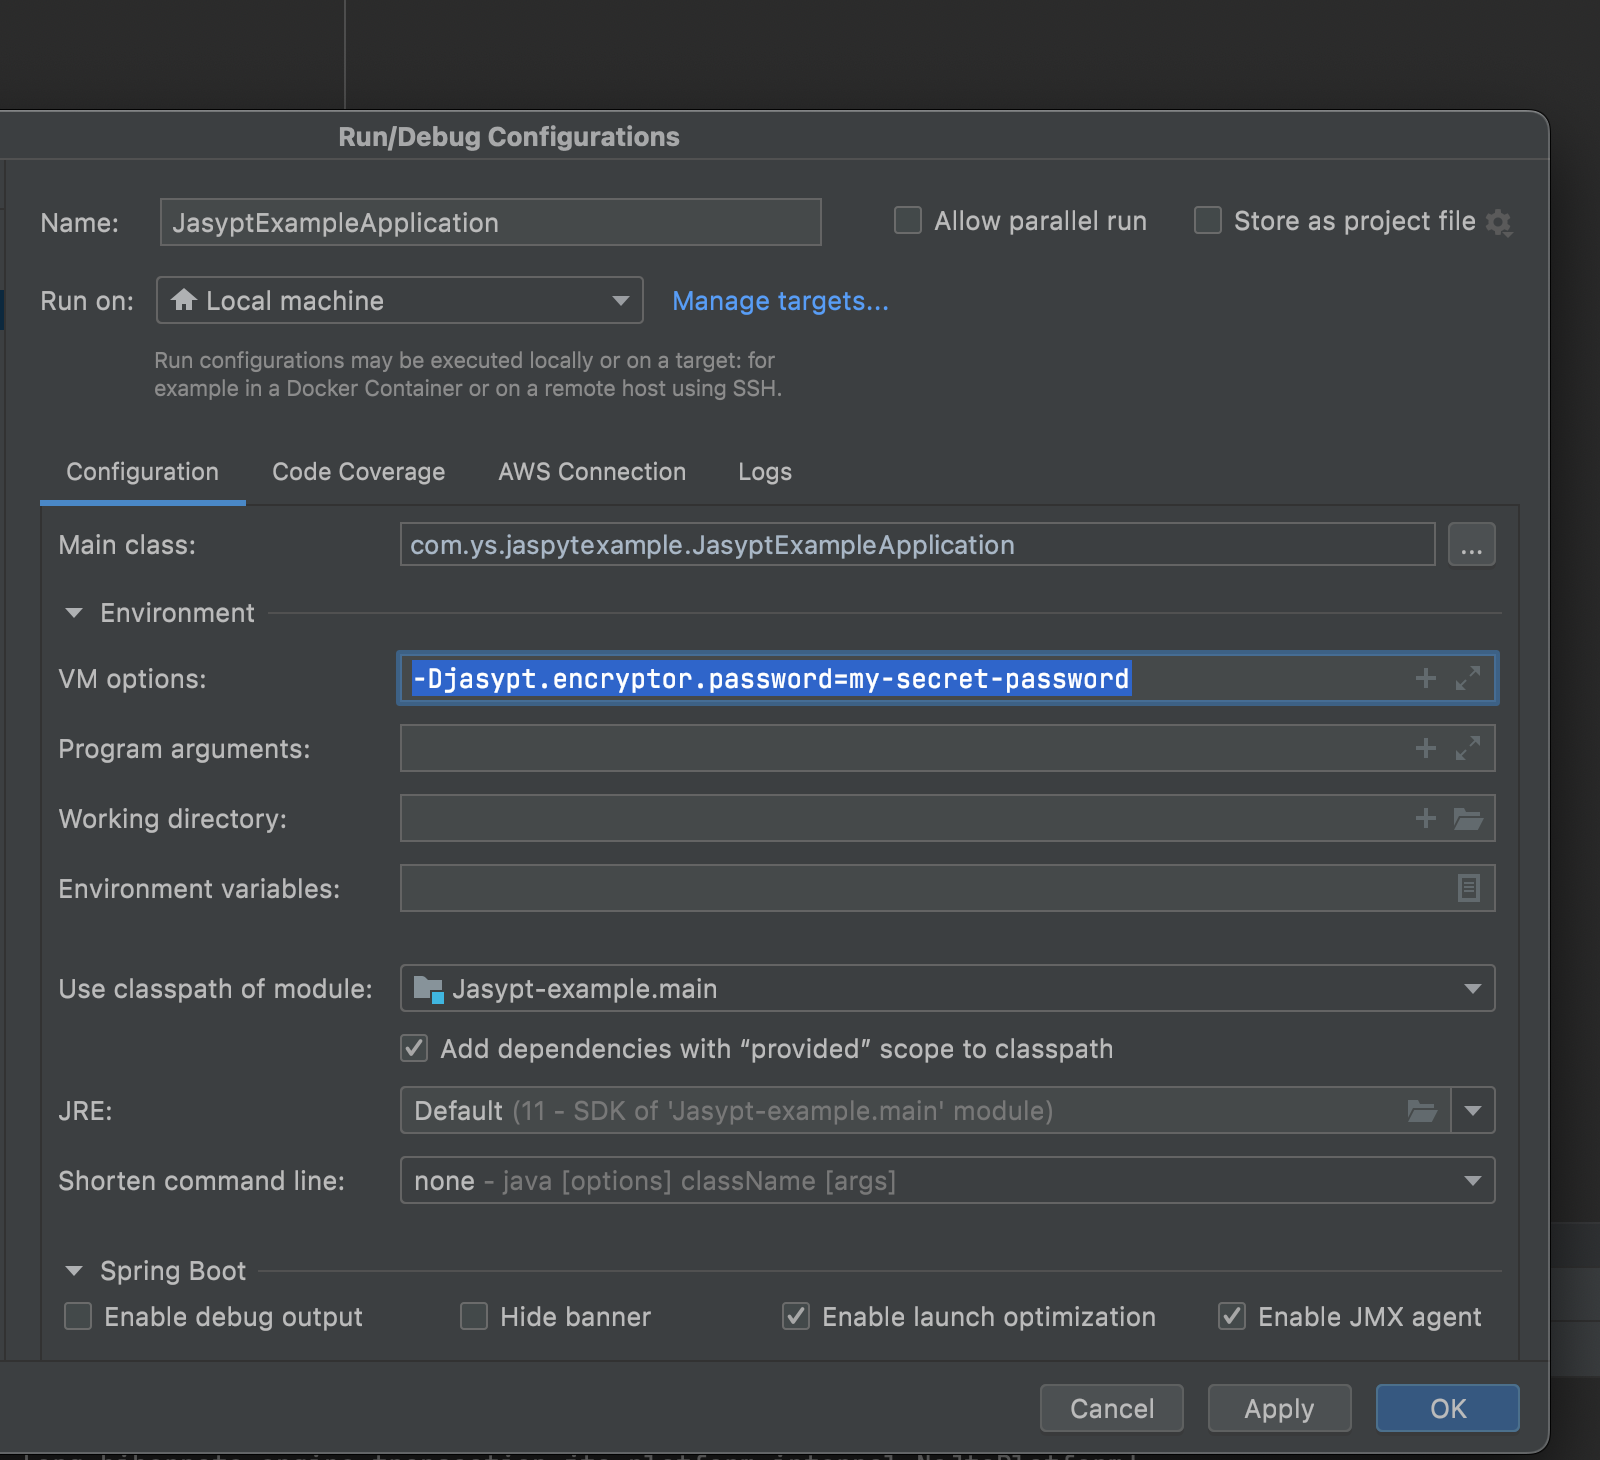 Run/Debug Configurations
Name: JasyptExampleApplication Allow parallel run Store as project file
Run on: Local machine Manage targets...
Run configurations may be executed locally or on a target: for
example in a Docker Container or on a remote host using SSH.
Configuration Code Coverage AWS Connection Logs
Main class: com.ys.jaspytexample.JasyptExampleApplication ...
Environment
VM options: -Djasypt.encryptor.password=my-secret-password
Program arguments:
Working directory:
Environment variables:
Use classpath of module: Jasypt-example.main
Add dependencies with “provided” scope to classpath
JRE: Default (11 - SDK of 'Jasypt-example.main' module)
Shorten command line: none - java [options] className [args]
Spring Boot
Enable debug output Hide banner Enable launch optimization Enable JMX agent
Cancel Apply OK